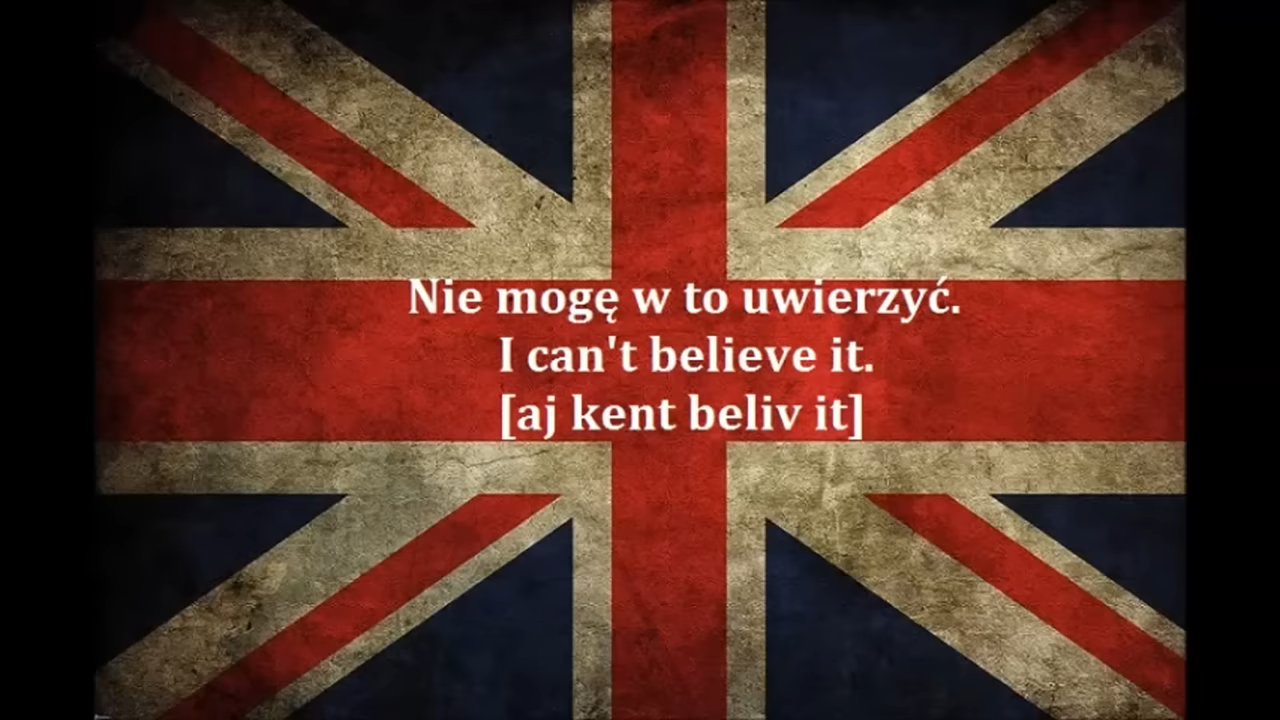 Nie mogę w to uwierzyć.
I can't believe it.
[aj kent beliv it]